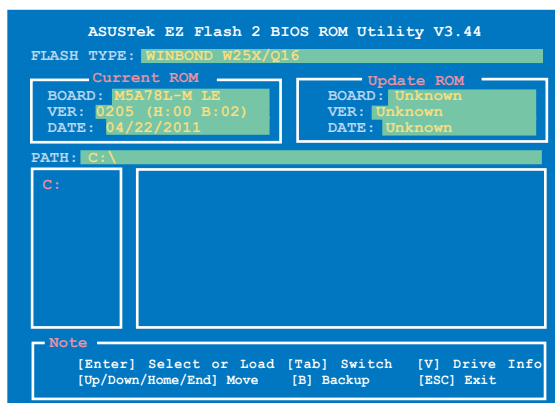 ASUSTek EZ Flash 2 BIOS ROM Utility V3.44
FLASH TYPE: WINBOND W25X/Q16
Current ROM
BOARD: M5A78L-M LE
VER: 0205 (H:00 B:02)
DATE: 04/22/2011
Update ROM
BOARD: Unknown
VER: Unknown
DATE: Unknown
PATH: C:\
C:
Note
[Enter] Select or Load [Tab] Switch [V] Drive Info
[Up/Down/Home/End] Move [B] Backup [ESC] Exit